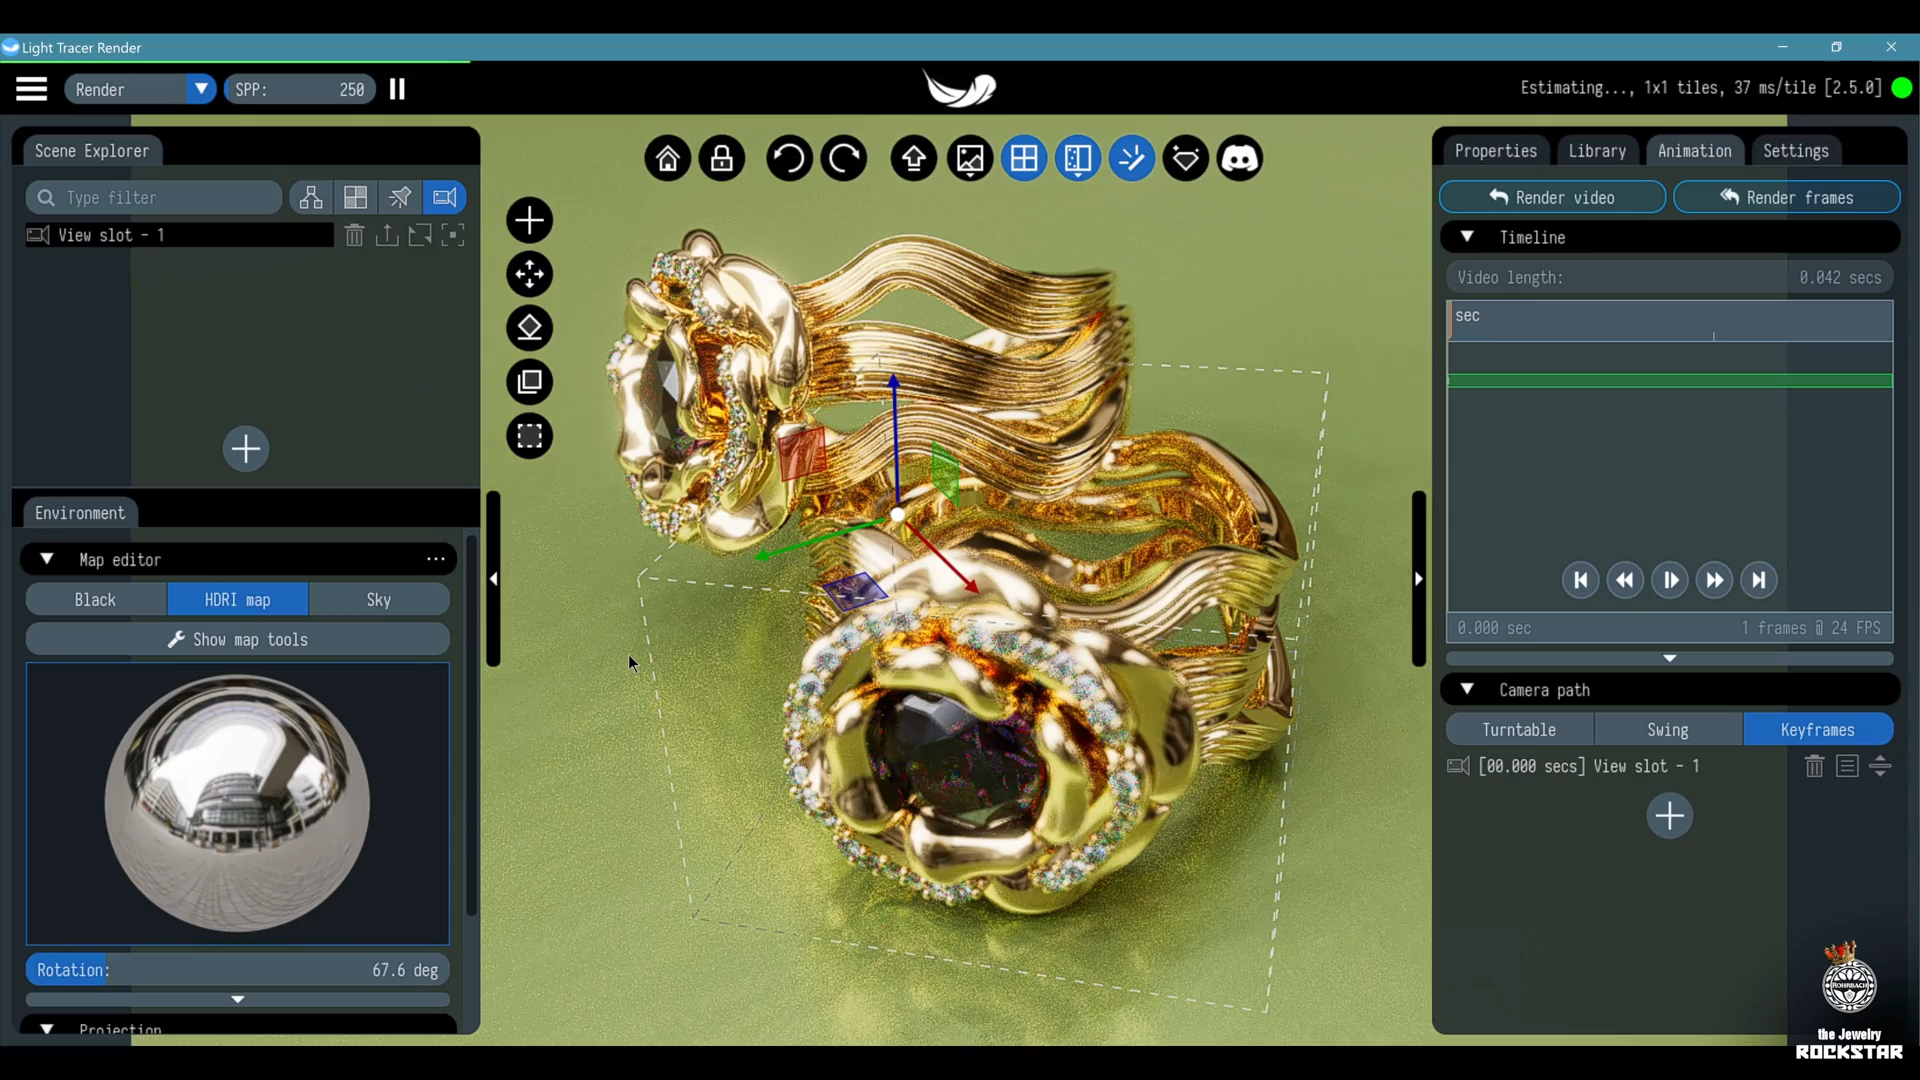 Light Tracer Render
Render
SPP: 250
Estimating..., 1x1 tiles, 37 ms/tile [2.5.0]
Scene Explorer
Type filter
View slot - 1
Environment
Map editor
Black
HDRI map
Sky
Show map tools
Rotation: 67.6 deg
Projection
Properties
Library
Animation
Settings
Render video
Render frames
Timeline
Video length: 0.042 secs
sec
0.000 sec
1 frames @ 24 FPS
Camera path
Turntable
Swing
Keyframes
[00.000 secs] View slot - 1
ROHRBACH
the Jewelry
ROCKSTAR